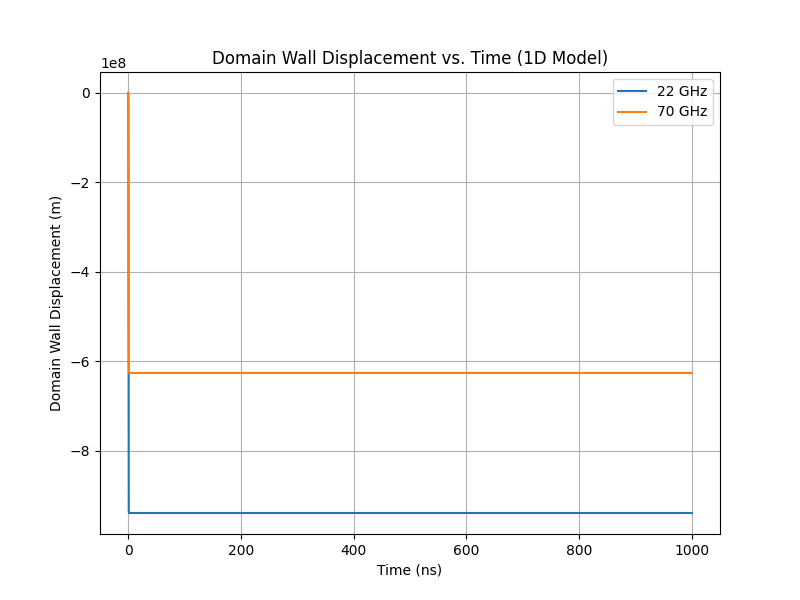 Domain Wall Displacement vs. Time (1D Model)
1e8
22 GHz
70 GHz
0
−2
−4
−6
−8
Domain Wall Displacement (m)
0 200 400 600 800 1000
Time (ns)